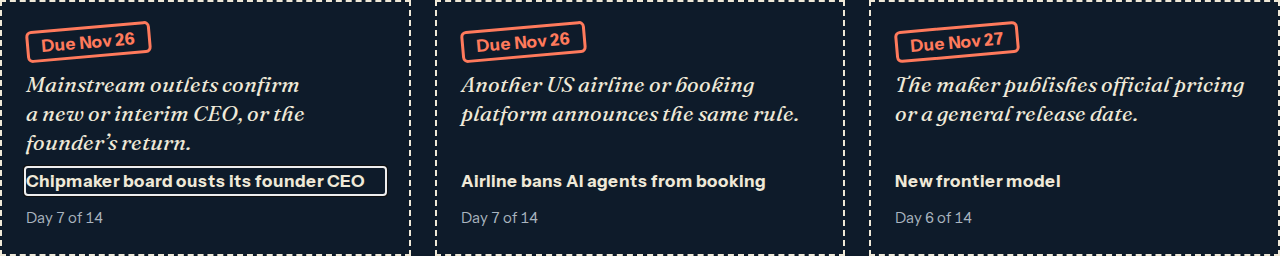 Due Nov 26
Mainstream outlets confirm
a new or interim CEO, or the
founder’s return.
Chipmaker board ousts its founder CEO
Day 7 of 14
Due Nov 26
Another US airline or booking
platform announces the same rule.
Airline bans AI agents from booking
Day 7 of 14
Due Nov 27
The maker publishes official pricing
or a general release date.
New frontier model
Day 6 of 14